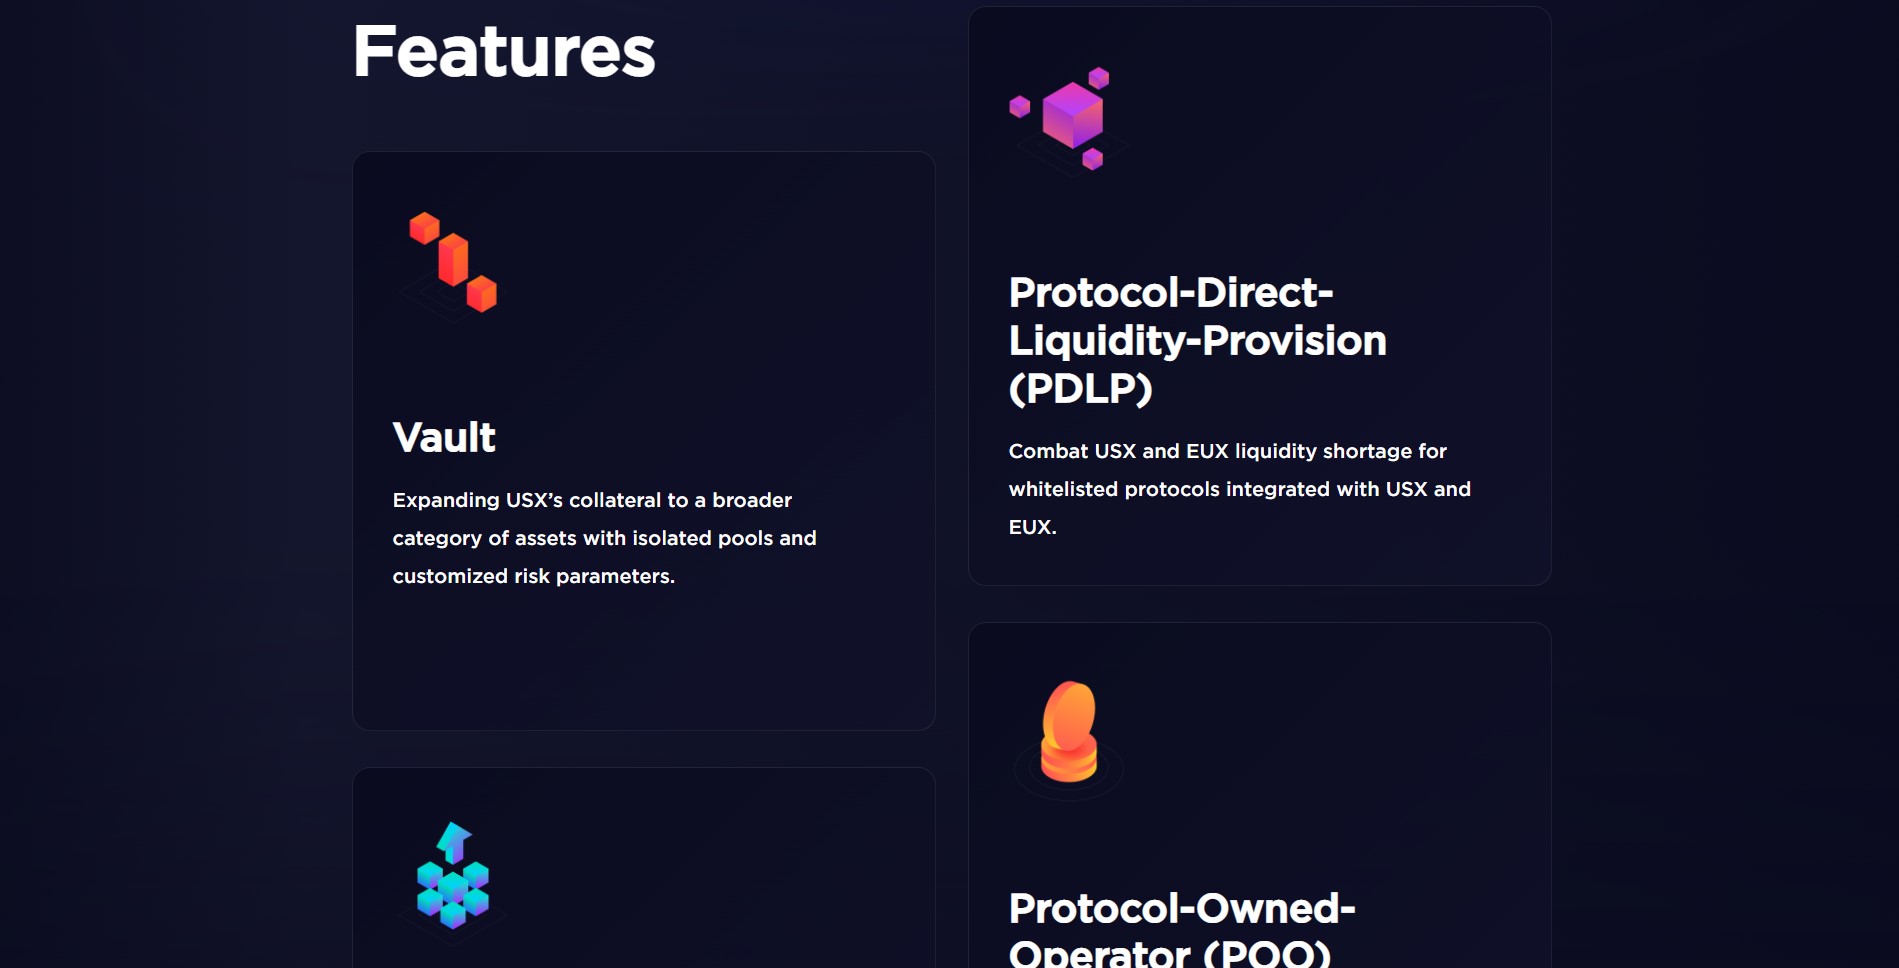 Features
Vault
Expanding USX’s collateral to a broader
category of assets with isolated pools and
customized risk parameters.
Protocol-Direct-
Liquidity-Provision
(PDLP)
Combat USX and EUX liquidity shortage for
whitelisted protocols integrated with USX and
EUX.
Protocol-Owned-
Operator (POO)